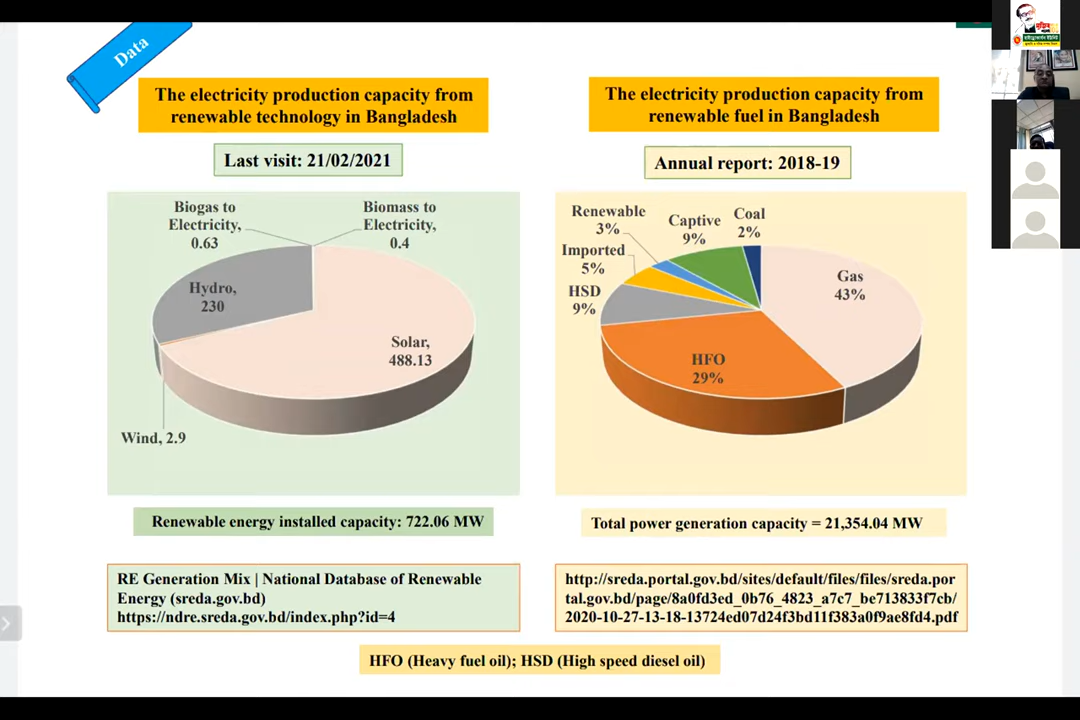 Data
The electricity production capacity from
renewable technology in Bangladesh
Last visit: 21/02/2021
Biogas to
Electricity,
0.63
Biomass to
Electricity,
0.4
Hydro,
230
Solar,
488.13
Wind, 2.9
Renewable energy installed capacity: 722.06 MW
RE Generation Mix | National Database of Renewable
Energy (sreda.gov.bd)
https://ndre.sreda.gov.bd/index.php?id=4
The electricity production capacity from
renewable fuel in Bangladesh
Annual report: 2018-19
Renewable
3%
Captive
9%
Coal
2%
Imported
5%
HSD
9%
Gas
43%
HFO
29%
Total power generation capacity = 21,354.04 MW
http://sreda.portal.gov.bd/sites/default/files/files/sreda.por
tal.gov.bd/page/8a0fd3ed_0b76_4823_a7c7_be713833f7cb/
2020-10-27-13-18-13724ed07d24f3bd11f383a0f9ae8fd4.pdf
HFO (Heavy fuel oil); HSD (High speed diesel oil)